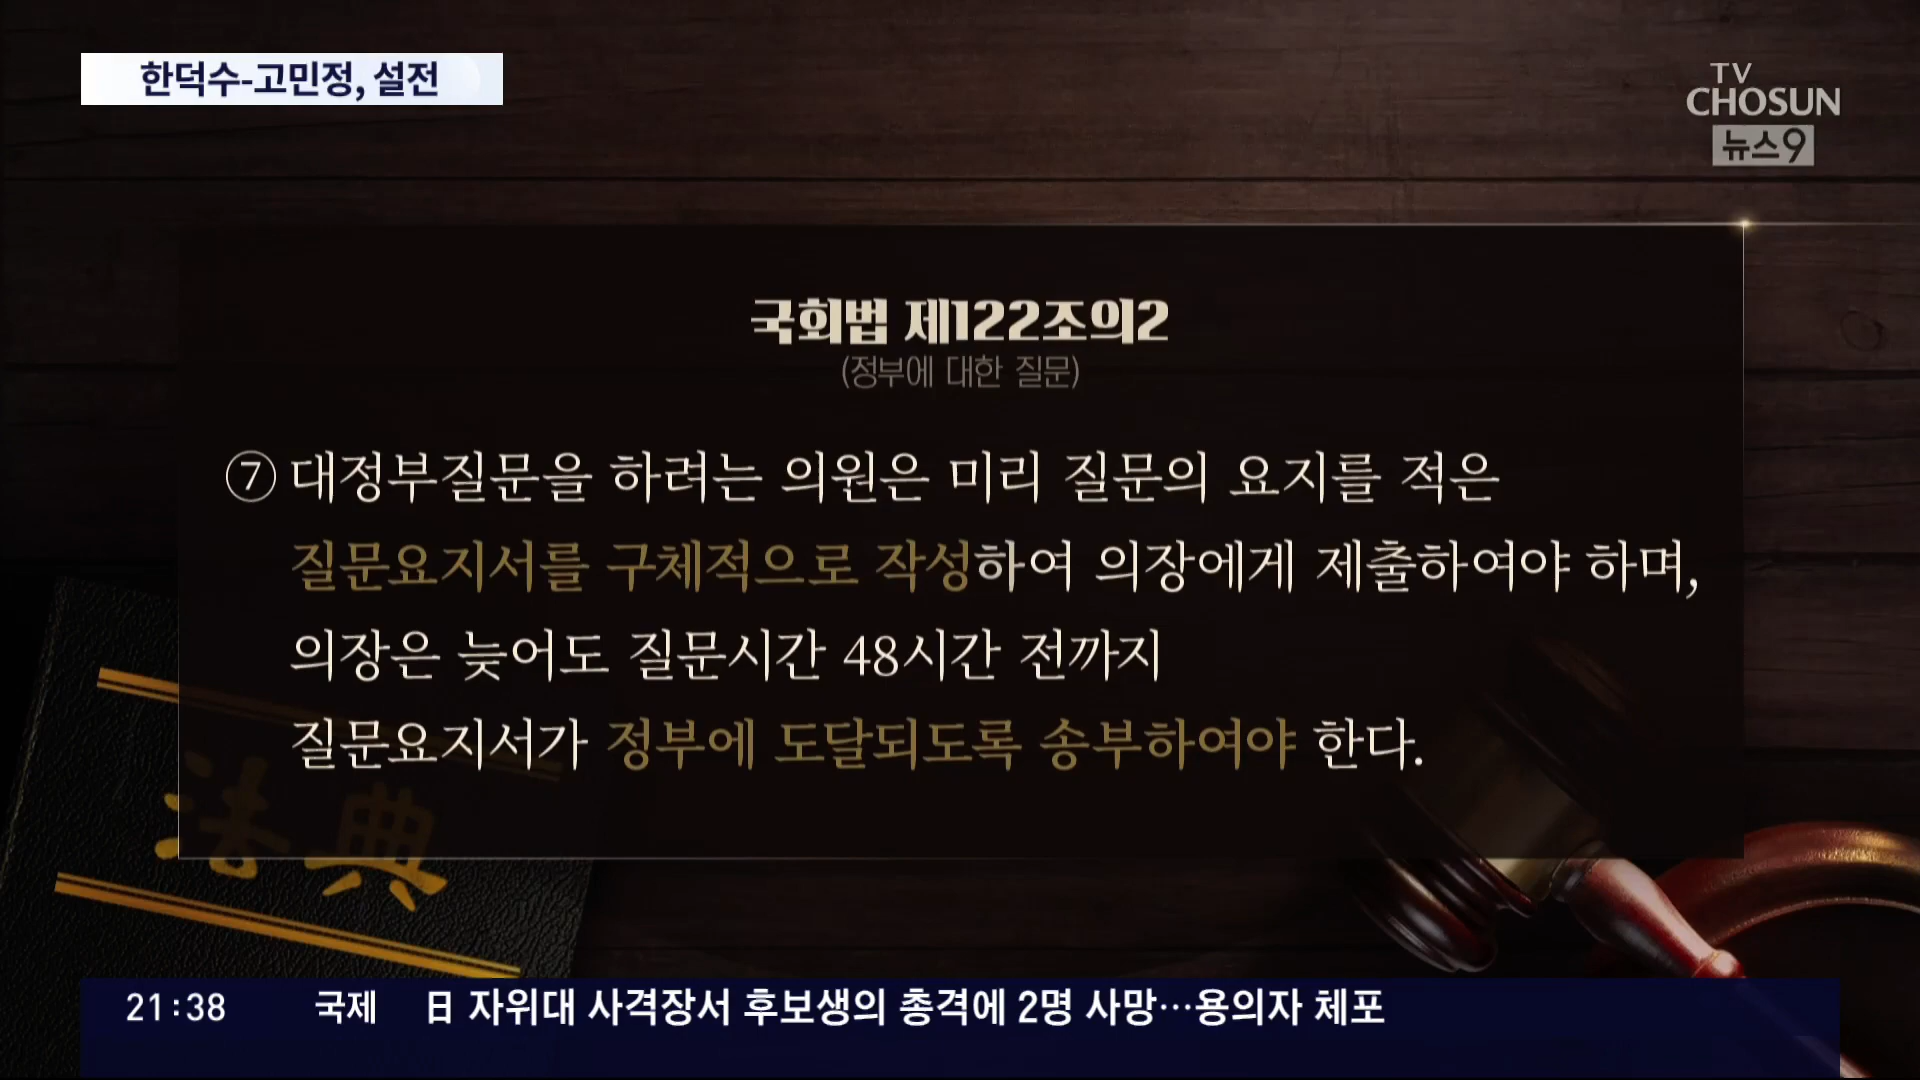 한덕수-고민정, 설전
TV
CHOSUN
뉴스9
국회법 제122조의2
(정부에 대한 질문)
⑦ 대정부질문을 하려는 의원은 미리 질문의 요지를 적은
질문요지서를 구체적으로 작성하여 의장에게 제출하여야 하며,
의장은 늦어도 질문시간 48시간 전까지
질문요지서가 정부에 도달되도록 송부하여야 한다.
法典
21:38 국제 日 자위대 사격장서 후보생의 총격에 2명 사망…용의자 체포